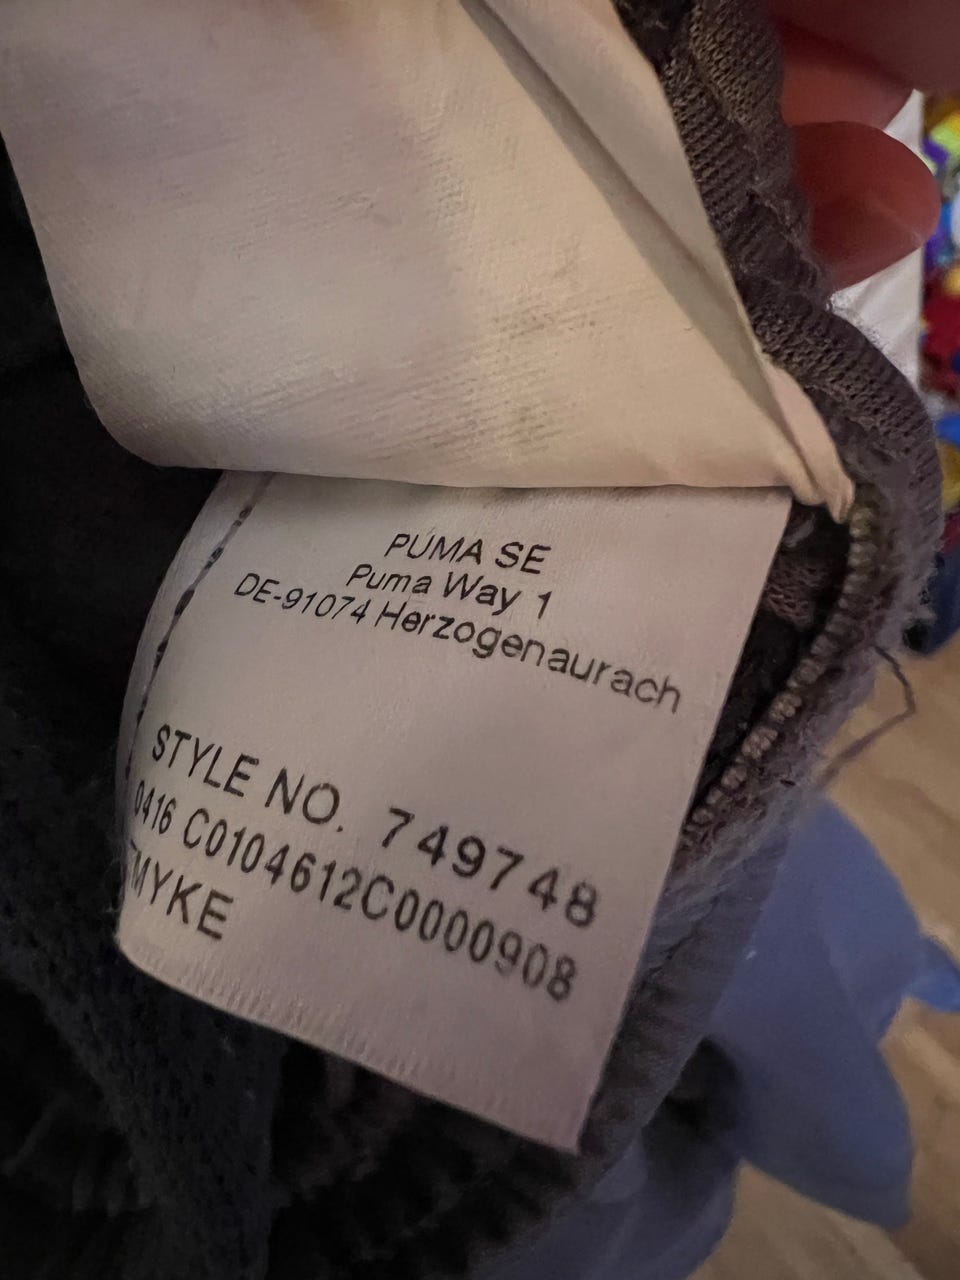 PUMA SE
Puma Way 1
DE-91074 Herzogenaurach
STYLE NO. 749748
0416 C0104612C0000908
MYKE